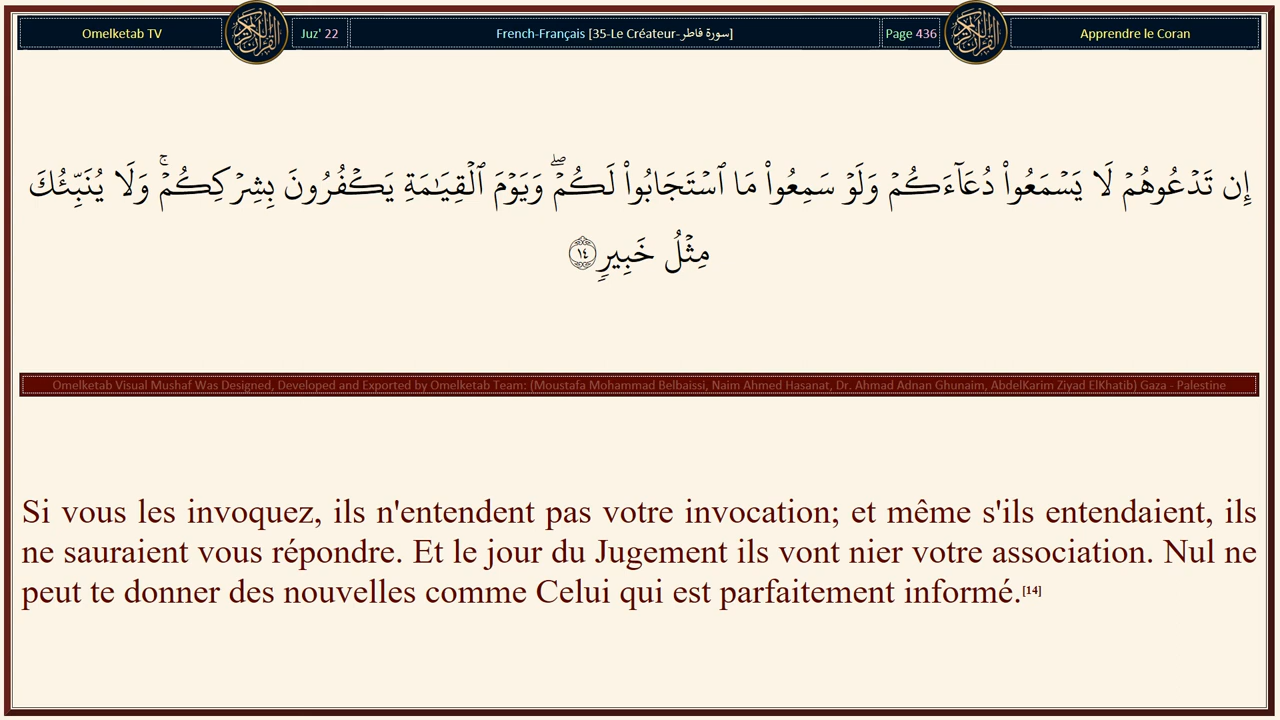 Omelketab TV
Juz' 22
French-Français [35-Le Créateur-سورة فاطر]
Page 436
Apprendre le Coran
إِن تَدْعُوهُمْ لَا يَسْمَعُوا۟ دُعَآءَكُمْ وَلَوْ سَمِعُوا۟ مَا ٱسْتَجَابُوا۟ لَكُمْ ۖ وَيَوْمَ ٱلْقِيَـٰمَةِ يَكْفُرُونَ بِشِرْكِكُمْ ۚ وَلَا يُنَبِّئُكَ
مِثْلُ خَبِيرٍ ١٤
Omelketab Visual Mushaf Was Designed, Developed and Exported by Omelketab Team: (Moustafa Mohammad Belbaissi, Naim Ahmed Hasanat, Dr. Ahmad Adnan Ghunaim, AbdelKarim Ziyad ElKhatib) Gaza - Palestine
Si vous les invoquez, ils n'entendent pas votre invocation; et même s'ils entendaient, ils
ne sauraient vous répondre. Et le jour du Jugement ils vont nier votre association. Nul ne
peut te donner des nouvelles comme Celui qui est parfaitement informé.[14]